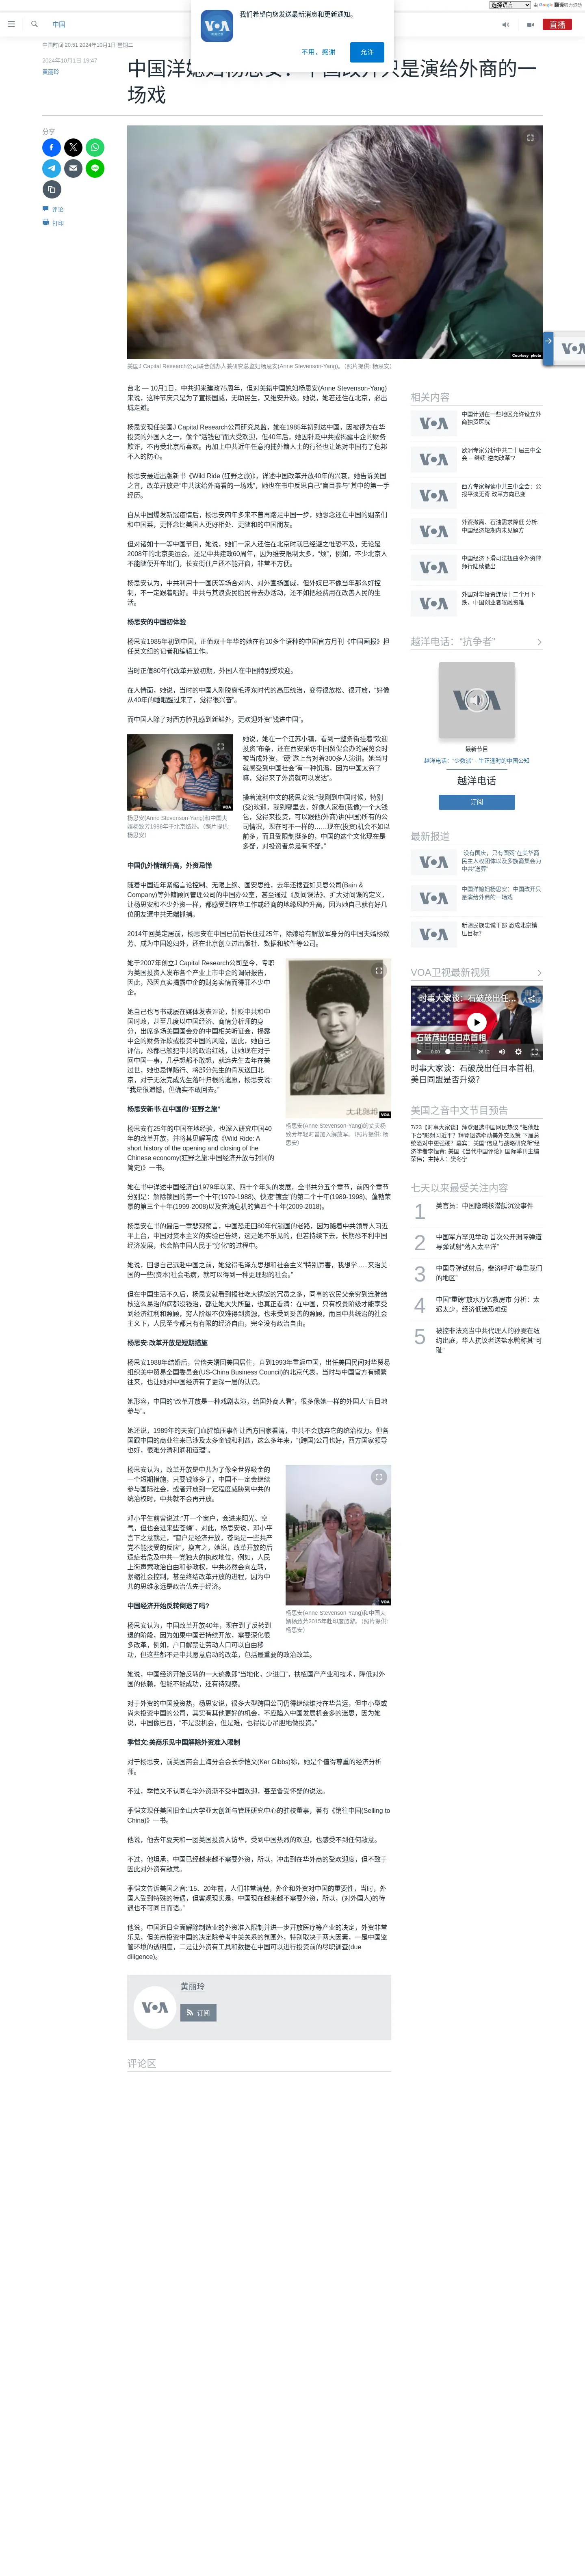 选择语言 由 Google 翻译强力驱动
我们希望向您发送最新消息和更新通知。
不用，感谢 允许
中国
直播
中国时间 20:51 2024年10月1日 星期二
2024年10月1日 19:47
黄丽玲
中国洋媳妇杨思安：中国改开只是演给外商的一
场戏
分享
评论
打印
Courtesy photo
美国J Capital Research公司联合创办人兼研究总监妇杨思安(Anne Stevenson-Yang)。(照片提供: 杨思安）
台北 — 10月1日，中共迎来建政75周年，但对美籍中国媳妇杨思安(Anne Stevenson-Yang)
来说，这种节庆只是为了宣扬国威，无助民生，又维安升级。她说，她若还住在北京，必出
城走避。
杨思安现任美国J Capital Research公司研究总监，她在1985年初到访中国，因被视为在华
投资的外国人之一，像个“活钱包”而大受欢迎，但40年后，她因针贬中共或揭露中企的财务
欺诈，不再受北京所喜欢。再加上中共近年任意拘捕外籍人士的行径也让她对中国有了危邦
不入的防心。
杨思安最近出版新书《Wild Ride (狂野之旅)》，详述中国改革开放40年的兴衰，她告诉美国
之音，改革开放是“中共演给外商看的一场戏”，她也在书中反思自己“盲目参与”其中的第一手
经历。
自从中国爆发新冠疫情后，杨思安四年多来不曾再踏足中国一步，她想念还在中国的姻亲们
和中国菜，更怀念比美国人更好相处、更随和的中国朋友。
但对诸如十一等中国节日，她说，她们一家人还住在北京时就已经避之惟恐不及，无论是
2008年的北京奥运会，还是中共建政60周年，因为维安限制太多，“烦”，例如，不少北京人
不能随便开车出门，长安街住户还不能开窗，非常不方便。
杨思安认为，中共利用十一国庆等场合对内、对外宣扬国威，但外媒已不像当年那么好控
制，不一定跟着唱好。中共与其浪费民脂民膏去办活动，还不如把经费用在改善人民的生
活。
杨思安的中国初体验
杨思安1985年初到中国，正值双十年华的她在有10多个语种的中国官方月刊《中国画报》担
任英文组的记者和编辑工作。
当时正值80年代改革开放初期，外国人在中国特别受欢迎。
在人情面，她说，当时的中国人刚脱离毛泽东时代的高压统治，变得很放松、很开放，“好像
从40年的睡眠醒过来了，觉得很兴奋”。
而中国人除了对西方脸孔感到新鲜外，更欢迎外资“钱进中国”。
VOA
杨思安(Anne Stevenson-Yang)和中国夫
婿杨致芳1988年于北京结婚。（照片提供:
杨思安）
她说，她在一个江苏小镇，看到一整条街挂着“欢迎
投资”布条，还在西安采访中国贸促会办的展览会时
被当成外资，“硬”邀上台对着300多人演讲。她当时
就感受到中国社会“有一种饥渴，因为中国太穷了
嘛，觉得来了外资就可以发达”。
操着流利中文的杨思安说:“我刚到中国时候，特别
(受)欢迎，我到哪里去，好像人家看(我像)一个大钱
包，觉得来投资，可以跟他(外商)讲(中国)所有的公
司情况，现在可不一样的……现在(投资)机会不如以
前多，而且受限制挺多的，中国的这个文化现在是
多疑，对投资者总是有怀疑。”
中国仇外情绪升高，外资忌惮
随着中国近年紧缩言论控制、无限上纲、国安思维，去年还搜查如贝恩公司(Bain &
Company)等外籍顾问管理公司的中国办公室，甚至通过《反间谍法》、扩大对间谍的定义，
让杨思安和不少外资一样，都感受到在华工作或经商的地缘风险升高，因为她自己就有好几
位朋友遭中共无端抓捕。
2014年回美定居前，杨思安在中国已前后长住过25年，除嫁给有解放军身分的中国夫婿杨致
芳、成为中国媳妇外，还在北京创立过出版社、数据和软件等公司。
VOA
杨思安(Anne Stevenson-Yang)的丈夫杨
致芳年轻时曾加入解放军。（照片提供: 杨
思安）
她于2007年创立J Capital Research公司至今，专职
为美国投资人发布各个产业上市中企的调研报告，
因此，恐因真实揭露中企的财务实情而得罪不少中
企。
她自己也写书或屡在媒体发表评论，针贬中共和中
国时政，甚至几度以中国经济、商情分析师的身
分，出席多场美国国会办的中国相关听证会，揭露
中企的财务诈欺或投资中国的风险，因此，她自己
评估，恐都已触犯中共的政治红线，让她现在对于
回中国一事，几乎想都不敢想，就连先生去年在美
过世，她也忌惮随行、将部分先生的骨灰送回北
京，对于无法完成先生落叶归根的遗愿，杨思安说:
“我是很遗憾，但确实不敢回去。”
杨思安新书:在中国的“狂野之旅”
杨思安有25年的中国在地经验，也深入研究中国40
年的改革开放，并将其见解写成《Wild Ride: A
short history of the opening and closing of the
Chinese economy(狂野之旅:中国经济开放与封闭的
简史)》一书。
她在书中详述中国经济自1979年以来、四十个年头的发展，全书共分五个章节，前四个章节
分别是：解除锁国的第一个十年(1979-1988)、快速“镀金”的第二个十年(1989-1998)、蓬勃荣
景的第三个十年(1999-2008)以及充满危机的第四个十年(2009-2018)。
杨思安在书的最后一章悲观预言，中国恐走回80年代锁国的老路，因为随着中共领导人习近
平上台，中国对资本主义的实验已告终，这是她不乐见的，但若持续下去，长期恐不利中国
经济发展，也会陷中国人民于“穷化”的过程中。
她说，回想自己远赴中国之前，她觉得毛泽东思想和社会主义“特别厉害，我想学……来治美
国的一些(资本)社会毛病，就可以得到一种更理想的社会。”
但在中国生活不久后，杨思安就看到报社吃大锅饭的冗员之多，同事的农民父亲穷到连肺结
核这么易治的病都没钱治，都让她大失所望，也真正看清：在中国，只有权贵阶级才能享受
到经济红利和照顾，穷人阶级不仅难得到资源，也未受到妥善的照顾，而且中共统治的社会
主义下，人民至今都只有有限的经济自由，完全没有政治自由。
杨思安:改革开放是短期措施
杨思安1988年结婚后，曾偕夫婿回美国居住，直到1993年重返中国，出任美国民间对华贸易
组织美中贸易全国委员会(US-China Business Council)的北京代表，当时与中国官方有频繁
往来，也让她对中国经济有了更深一层的认识。
她形容，中国的“改革开放是一种戏剧表演，给国外商人看”，很多像她一样的外国人“盲目地
参与”。
她还说，1989年的天安门血腥镇压事件让西方国家看清，中共不会放弃它的统治权力。但各
国跟中国的商业往来已涉及太多金钱和利益，这么多年来，“(跨国)公司也好，西方国家领导
也好，很难分清利润和道理”。
VOA
杨思安(Anne Stevenson-Yang)和中国夫
婿杨致芳2015年赴印度旅游。（照片提供:
杨思安）
杨思安认为，改革开放是中共为了像全世界吸金的
一个短期措施，只要钱够多了，中国不一定会继续
参与国际社会，或者开放到一定程度威胁到中共的
统治权时，中共就不会再开放。
邓小平生前曾说过:“开一个窗户，会进来阳光、空
气，但也会进来些苍蝇”，对此，杨思安说，邓小平
言下之意就是，“窗户是经济开放，苍蝇是一些共产
党不能接受的反应”，换言之，她说，改革开放的后
遗症若危及中共一党独大的执政地位，例如，人民
上街声索政治自由和参政权，中共必然会向左转，
紧缩社会控制，甚至终结改革开放的进程，因为中
共的思维永远是政治优先于经济。
中国经济开始反转倒退了吗?
杨思安认为，中国改革开放40年，现在到了反转到
退的阶段，因为如果中国若持续开放，需要深化很
多改革，例如，户口解禁让劳动人口可以自由移
动，但这些都不是中共愿意启动的改革，包括最重要的政治改革。
她说，中国经济开始反转的一大迹象即“当地化，少进口”，扶植国产产业和技术，降低对外
国的依赖，但能不能成功，还有待观察。
对于外资的中国投资热，杨思安说，很多大型跨国公司仍得继续维持在华营运，但中小型或
尚未投资中国的公司，其实有其他更好的机会，不应陷入中国发展机会多的迷思，因为她
说，中国像巴西，“不是没机会，但是难，也得提心吊胆地做投资。”
季恺文:美商乐见中国解除外资准入限制
对于杨思安，前美国商会上海分会会长季恺文(Ker Gibbs)称，她是个值得尊重的经济分析
师。
不过，季恺文不认同在华外资渐不受中国欢迎，甚至备受怀疑的说法。
季恺文现任美国旧金山大学亚太创新与管理研究中心的驻校董事，著有《销往中国(Selling to
China)》一书。
他说，他去年夏天和一团美国投资人访华，受到中国热烈的欢迎，也感受不到任何敌意。
不过，他坦承，中国已经越来越不需要外资，所以，冲击到在华外商的受欢迎度，但不致于
因此对外资有敌意。
季恺文告诉美国之音:“15、20年前，人们非常清楚，外企和外资对中国的重要性，当时，外
国人受到特殊的待遇，但客观现实是，中国现在越来越不需要外资，所以，(对外国人)的待
遇也不可同日而语。”
他说，中国近日全面解除制造业的外资准入限制并进一步开放医疗等产业的决定，外资非常
乐见，但美商投资中国的决定除参考中美关系的氛围外，特别取决于两大因素，一是中国监
管环境的透明度，二是让外资有工具和数据在中国可以进行投资前的尽职调查(due
diligence)。
黄丽玲
订阅
评论区
相关内容
中国计划在一些地区允许设立外
商独资医院
欧洲专家分析中共二十届三中全
会 – 继续“逆向改革”?
西方专家解读中共三中全会：公
报平淡无奇 改革方向已变
外资撤离、石油需求降低 分析:
中国经济短期内未见解方
中国经济下滑司法扭曲令外资律
师行陆续撤出
外国对华投资连续十二个月下
跌，中国创业者叹融资难
越洋电话：“抗争者”
最新节目
越洋电话：“少数派” - 生正逢时的中国公知
越洋电话
订阅
最新报道
“没有国庆，只有国殇”在美华裔
民主人权团体以及多族裔集会为
中共“送葬”
中国洋媳妇杨思安：中国改开只
是演给外商的一场戏
新疆民族忠诚干部 恐成北京镇
压目标？
VOA卫视最新视频
时事大家谈：石破茂出任...
石破茂出任日本首相
0:00 26:12
时事大家谈：石破茂出任日本首相，
美日同盟是否升级？
美国之音中文节目预告
7/23【时事大家谈】拜登退选中国网民热议 “把他赶
下台”影射习近平? 拜登退选牵动美外交政策 下届总
统恐对中更强硬? 嘉宾：美国“信息与战略研究所”经
济学者李恒青; 美国《当代中国评论》国际季刊主编
荣伟；主持人：樊冬宁
七天以来最受关注内容
1 美官员：中国隐瞒核潜艇沉没事件
2 中国军方罕见举动 首次公开洲际弹道
导弹试射“落入太平洋”
3 中国导弹试射后，斐济呼吁“尊重我们
的地区”
4 中国“重磅”放水万亿救房市 分析：太
迟太少，经济低迷恐难缓
5 被控非法充当中共代理人的孙雯在纽
约出庭，华人抗议者送盐水鸭称其“可
耻”